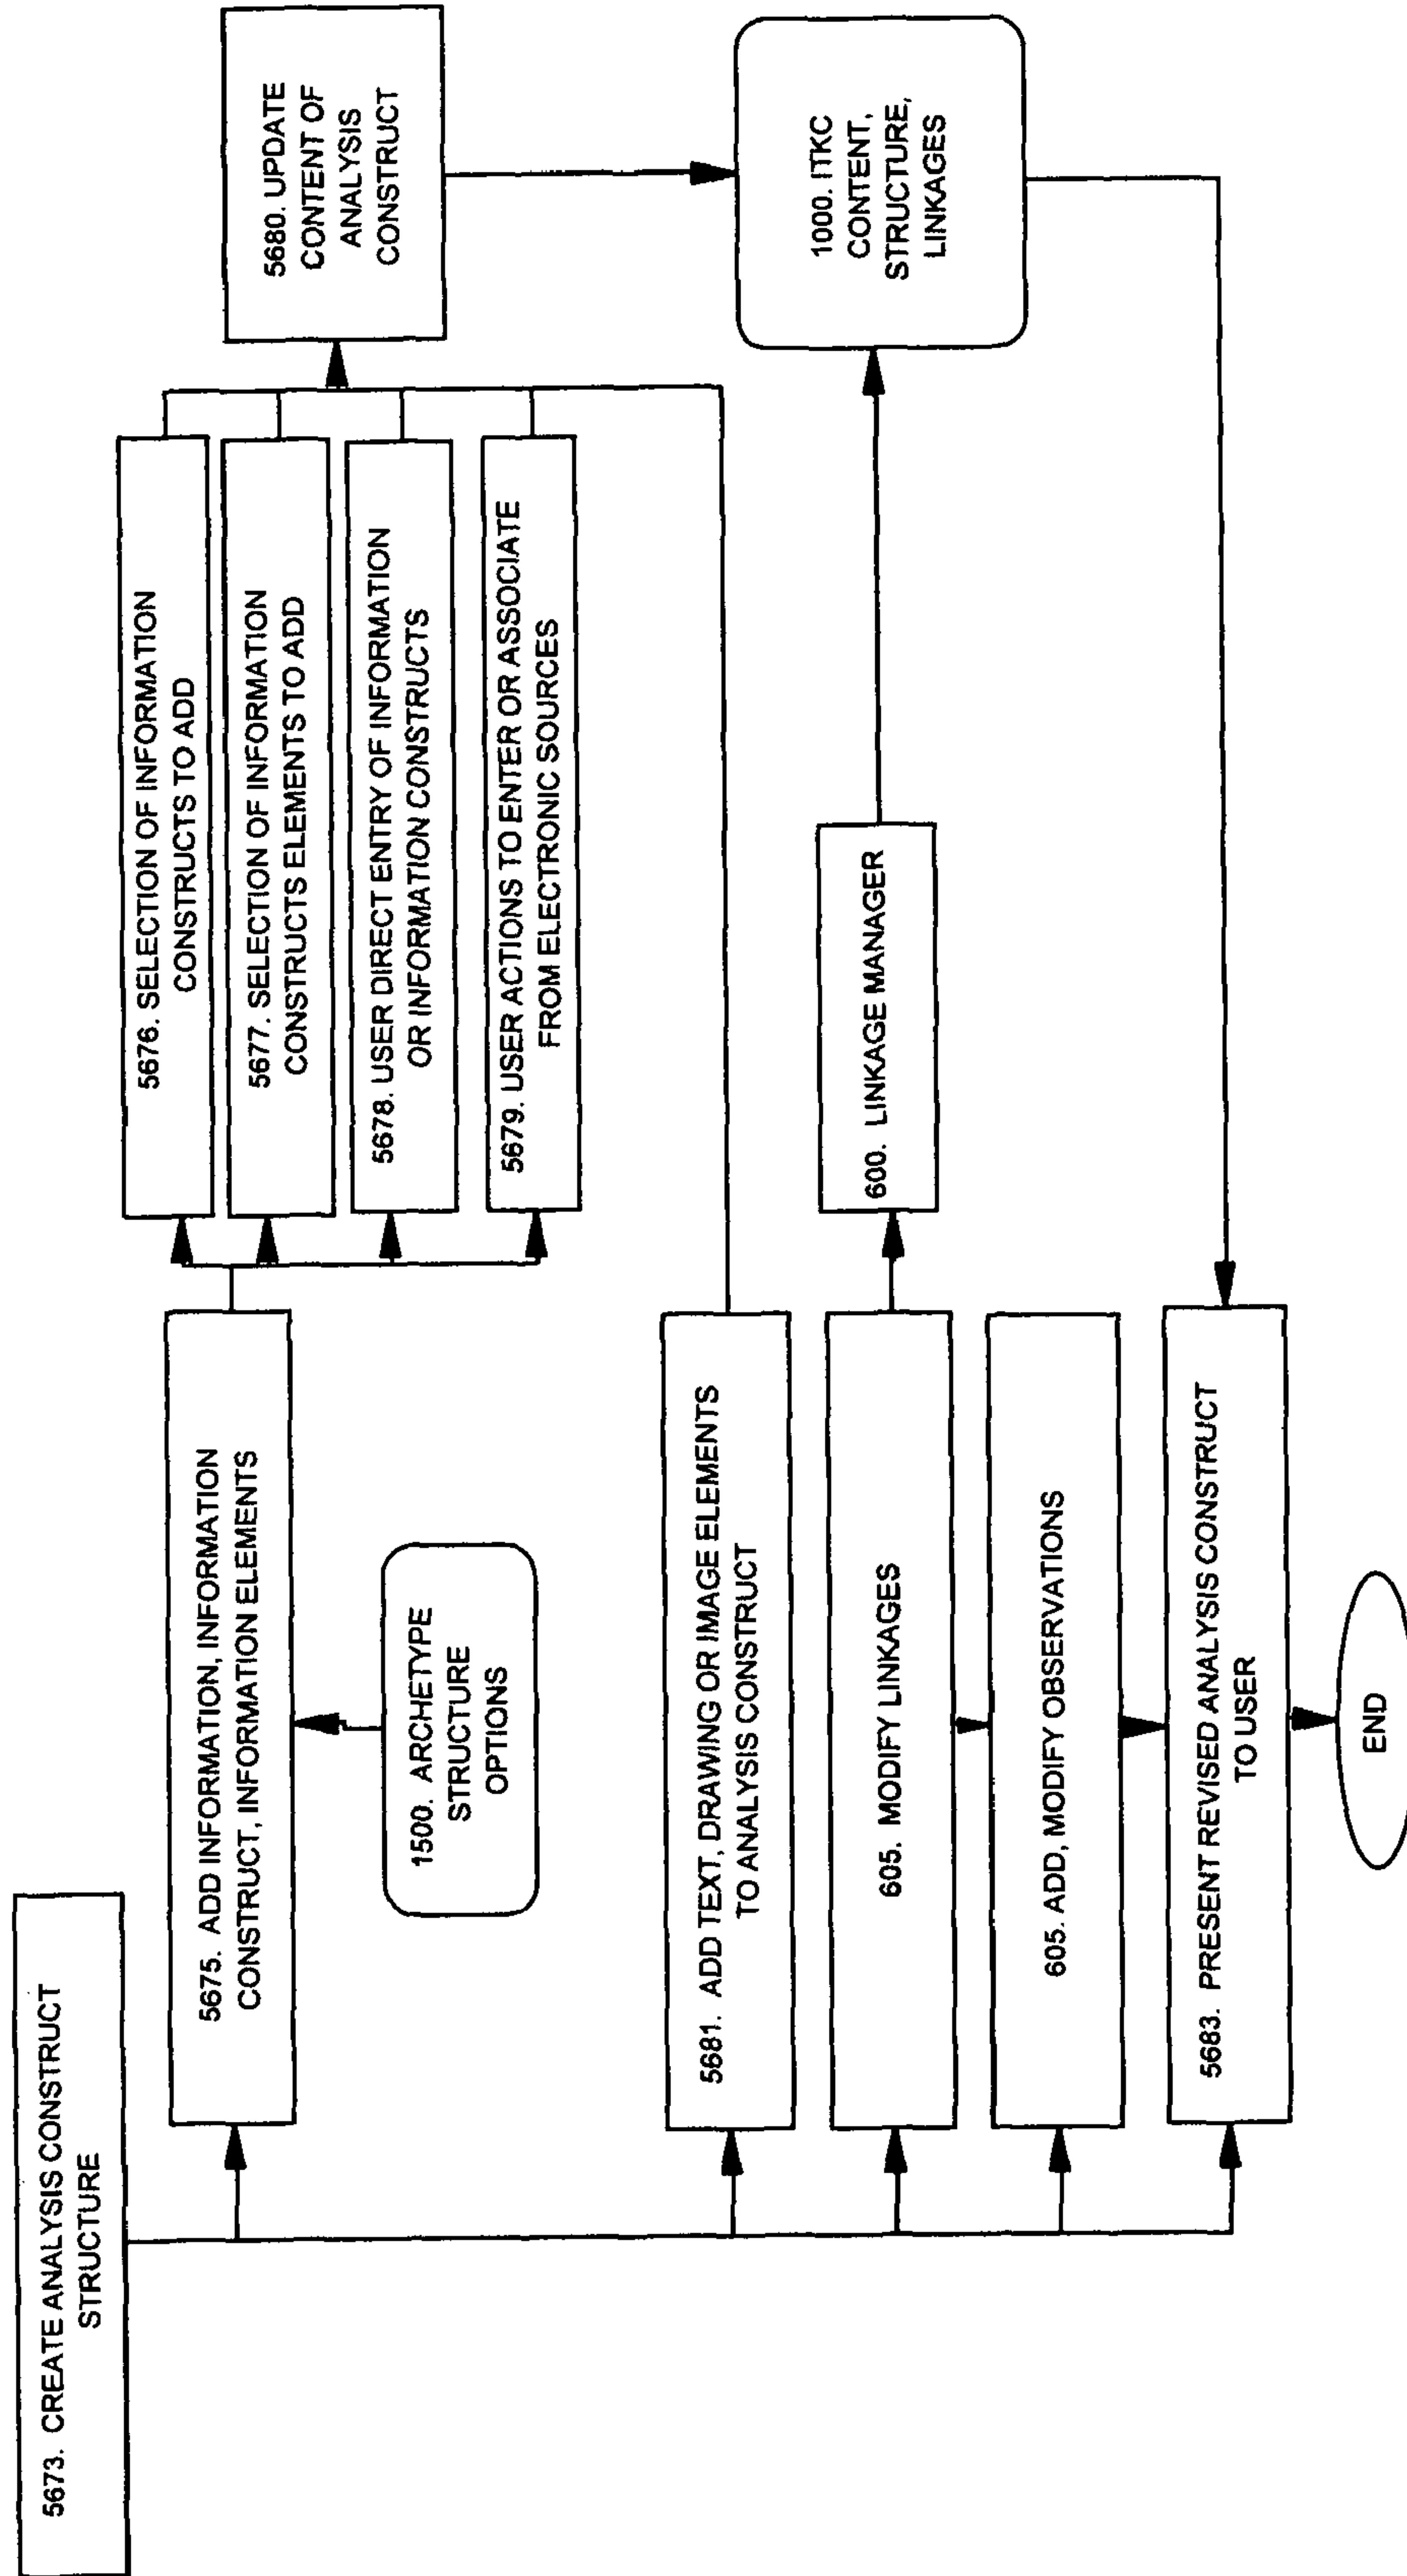 5673. CREATE ANALYSIS CONSTRUCT
STRUCTURE
5675. ADD INFORMATION, INFORMATION
CONSTRUCT, INFORMATION ELEMENTS
1500. ARCHETYPE
STRUCTURE
OPTIONS
5676. SELECTION OF INFORMATION
CONSTRUCTS TO ADD
5677. SELECTION OF INFORMATION
CONSTRUCTS ELEMENTS TO ADD
5678. USER DIRECT ENTRY OF INFORMATION
OR INFORMATION CONSTRUCTS
5679. USER ACTIONS TO ENTER OR ASSOCIATE
FROM ELECTRONIC SOURCES
5680. UPDATE
CONTENT OF
ANALYSIS
CONSTRUCT
5681. ADD TEXT, DRAWING OR IMAGE ELEMENTS
TO ANALYSIS CONSTRUCT
605. MODIFY LINKAGES
600. LINKAGE MANAGER
1000. ITKC
CONTENT,
STRUCTURE,
LINKAGES
605. ADD, MODIFY OBSERVATIONS
5683. PRESENT REVISED ANALYSIS CONSTRUCT
TO USER
END